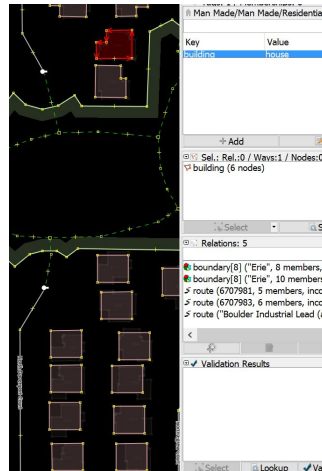 Man Made/Man Made/Residentia
Key Value
building house
Add
Sel.: Rel.:0 / Ways:1 / Nodes:0
building (6 nodes)
Select S
Relations: 5
boundary[8] ("Erie", 8 members,
boundary[8] ("Erie", 10 members
route (6707981, 5 members, inco
route (6707983, 6 members, inco
route ("Boulder Industrial Lead (a
Validation Results
Select Lookup Va